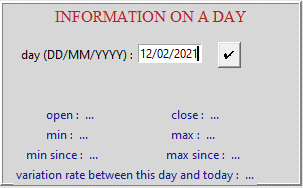 INFORMATION ON A DAY
day (DD/MM/YYYY) : 12/02/2021 ✔
open : ... close : ...
min : ... max : ...
min since : ... max since : ...
variation rate between this day and today : ...